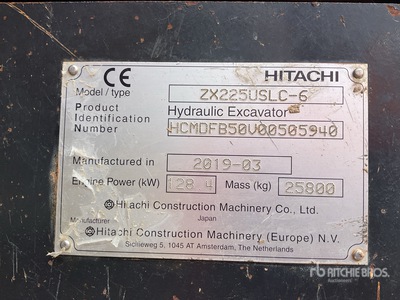 CE HITACHI
Model / type ZX225USLC-6
Product Hydraulic Excavator
Identification
Number HCMDFB50V00505940
Manufactured in 2019-03
Engine Power (kW) 128.4 Mass (kg) 25800
Hitachi Construction Machinery Co., Ltd.
Japan
Manufacturer
Hitachi Construction Machinery (Europe) N.V.
Siciliëweg 5, 1045 AT Amsterdam, The Netherlands
RITCHIE BROS.
Auctioneers